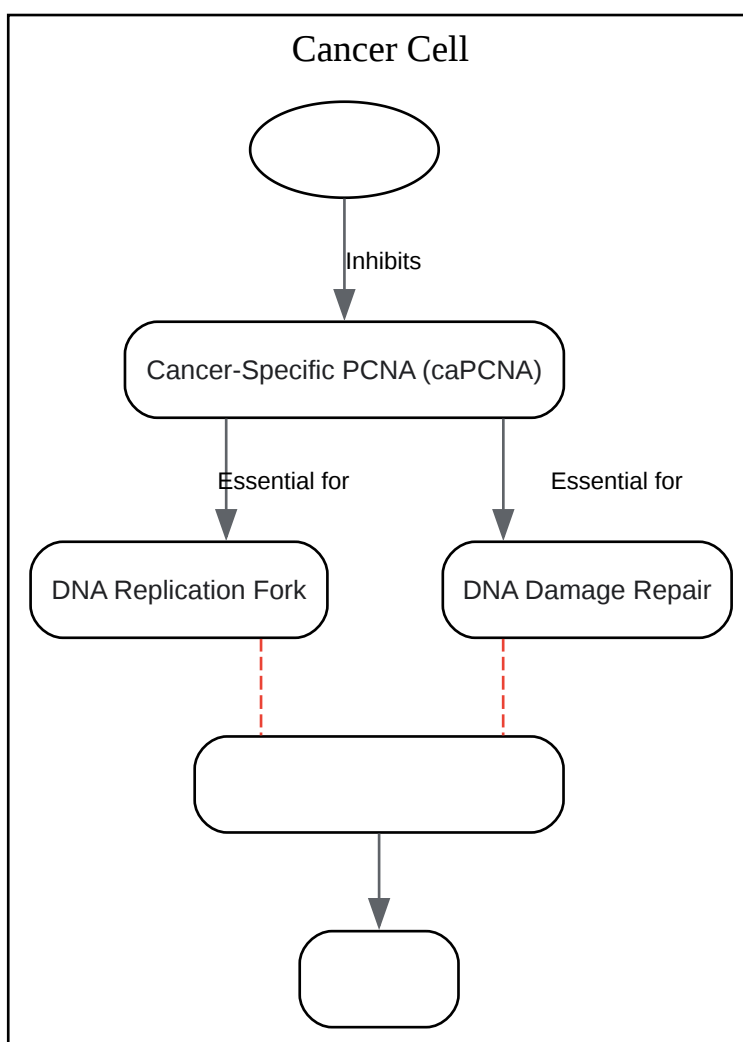 Cancer Cell
Inhibits
Cancer-Specific PCNA (caPCNA)
Essential for
Essential for
DNA Replication Fork
DNA Damage Repair